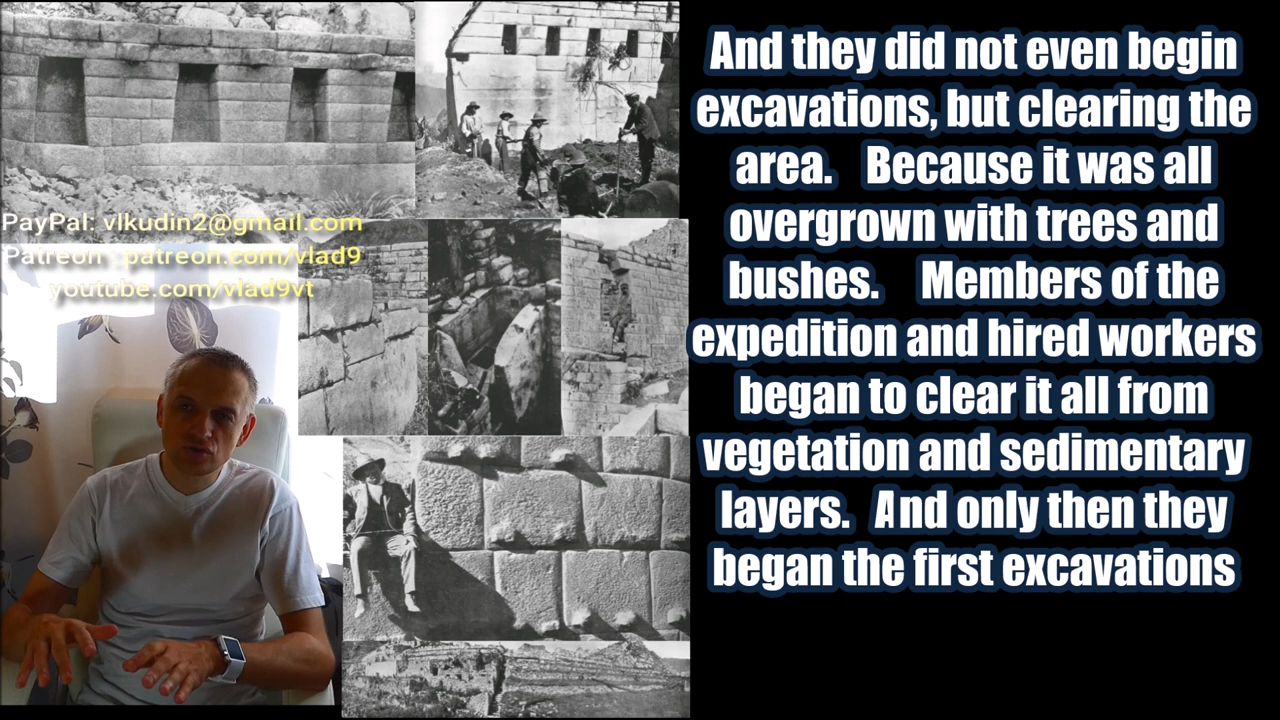 PayPal: vlkudin2@gmail.com
Patreon : patreon.com/vlad9
youtube.com/vlad9vt
And they did not even begin
excavations, but clearing the
area. Because it was all
overgrown with trees and
bushes. Members of the
expedition and hired workers
began to clear it all from
vegetation and sedimentary
layers. And only then they
began the first excavations